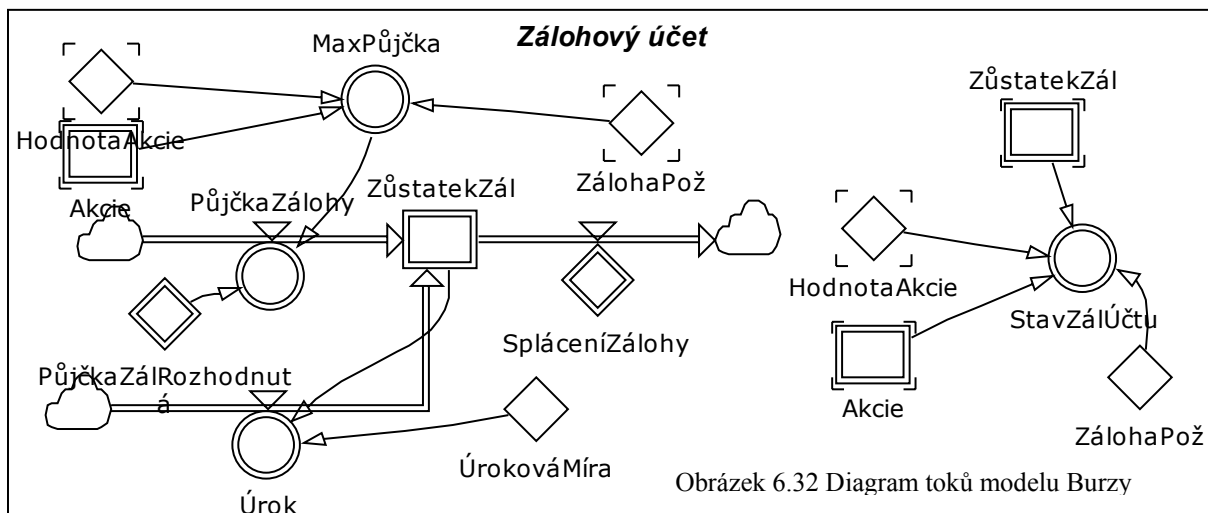 Zálohový účet
MaxPůjčka
HodnotaAkcie
Akcie
ZálohaPož
PůjčkaZálohy
ZůstatekZál
PůjčkaZálRozhodnut
á
SpláceníZálohy
ÚrokováMíra
Úrok
ZůstatekZál
HodnotaAkcie
StavZálÚčtu
Akcie
ZálohaPož
Obrázek 6.32 Diagram toků modelu Burzy